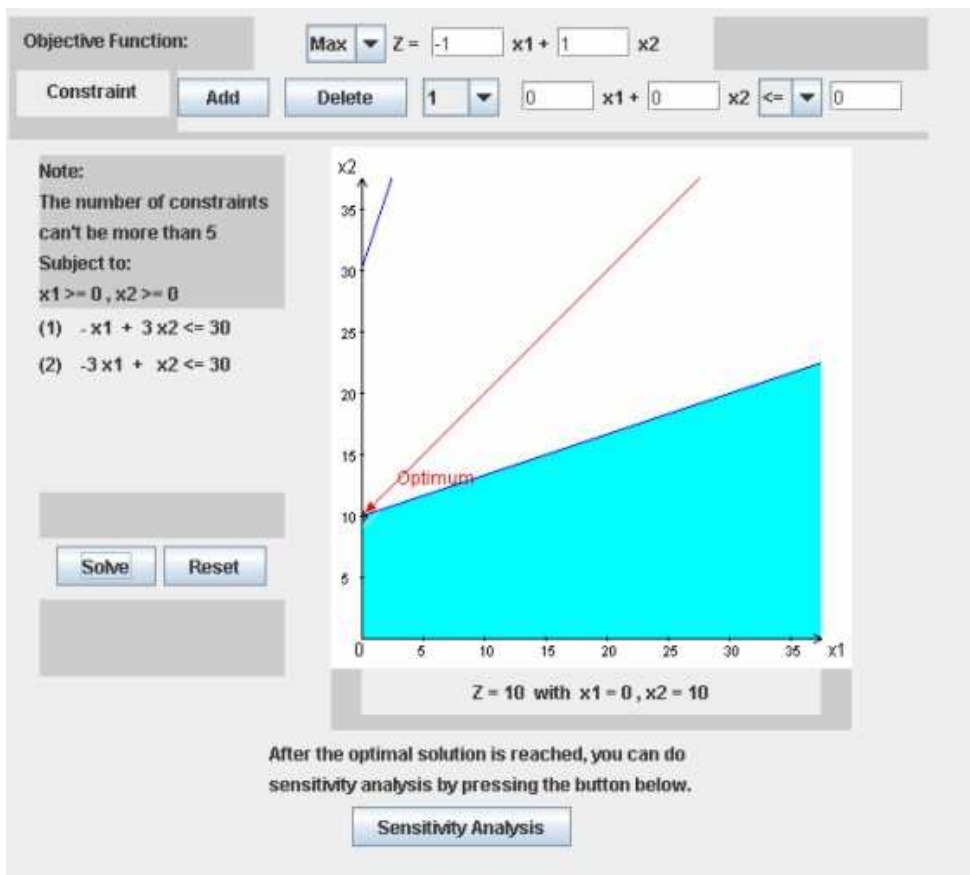 Objective Function: Max Z = -1 x1 + 1 x2
Constraint Add Delete 1 0 x1 + 0 x2 <= 0
Note:
The number of constraints
can't be more than 5
Subject to:
x1 >= 0 , x2 >= 0
(1) - x1 + 3 x2 <= 30
(2) -3 x1 + x2 <= 30
Solve Reset
x2
35
30
25
20
15
Optimum
10
5
0 5 10 15 20 25 30 35 x1
Z = 10 with x1 = 0 , x2 = 10
After the optimal solution is reached, you can do
sensitivity analysis by pressing the button below.
Sensitivity Analysis